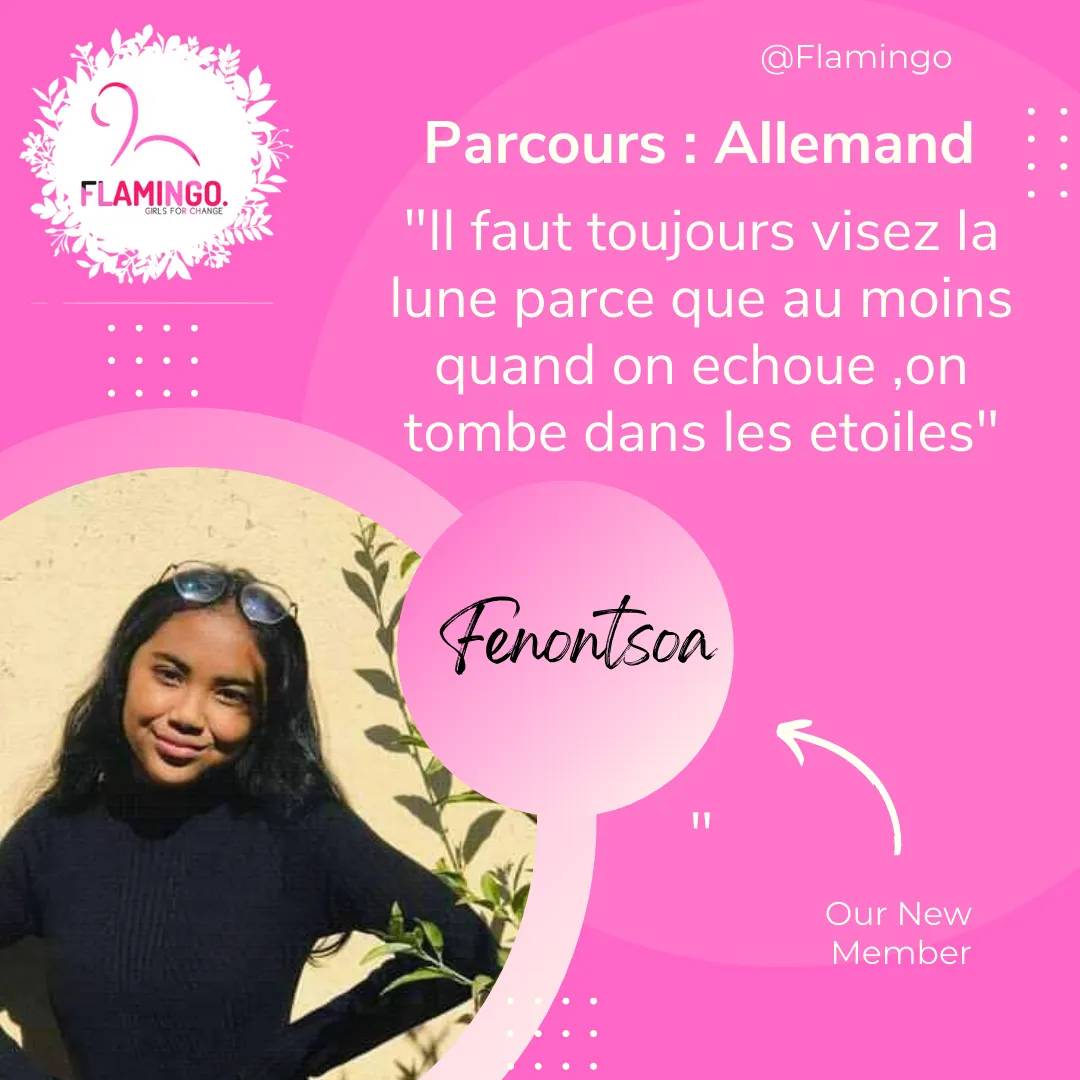 @Flamingo
FLAMINGO.
GIRLS FOR CHANGE
Parcours : Allemand
"Il faut toujours visez la
lune parce que au moins
quand on echoue ,on
tombe dans les etoiles"
Fenontsoa
"
Our New
Member